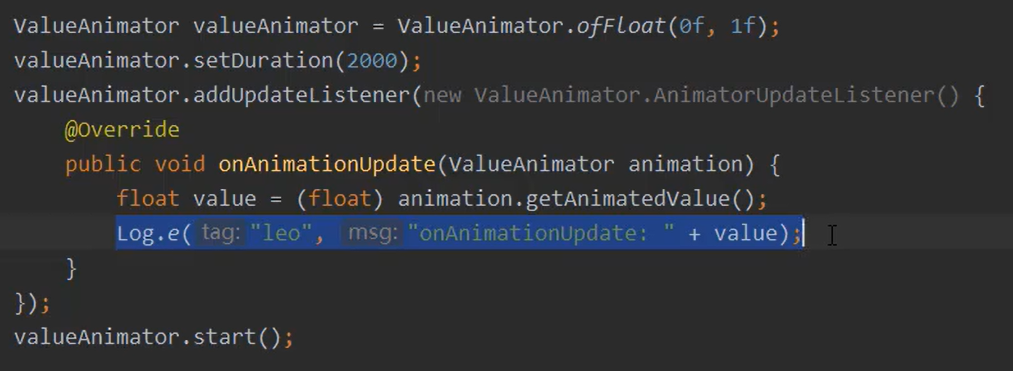 ValueAnimator valueAnimator = ValueAnimator.ofFloat(0f, 1f);
valueAnimator.setDuration(2000);
valueAnimator.addUpdateListener(new ValueAnimator.AnimatorUpdateListener() {
@Override
public void onAnimationUpdate(ValueAnimator animation) {
float value = (float) animation.getAnimatedValue();
Log.e( tag: "leo", msg: "onAnimationUpdate: " + value);
}
});
valueAnimator.start();